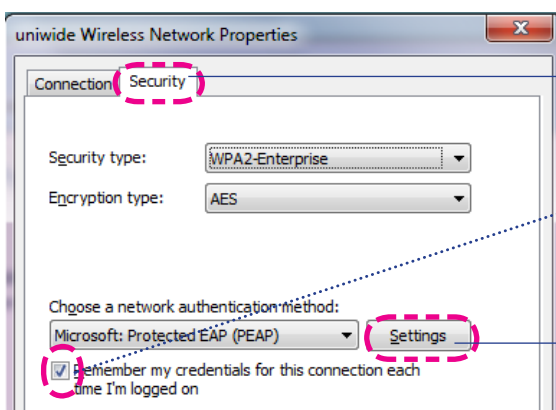 uniwide Wireless Network Properties
Connection Security
Security type: WPA2-Enterprise
Encryption type: AES
Choose a network authentication method:
Microsoft: Protected EAP (PEAP) Settings
Remember my credentials for this connection each
time I'm logged on